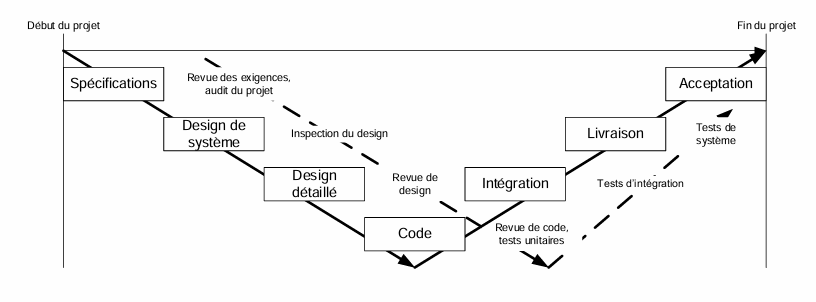 Début du projet
Fin du projet
Spécifications
Revue des exigences,
audit du projet
Acceptation
Design de
système
Inspection du design
Livraison
Tests de
système
Design
détaillé
Revue de
design
Intégration
Tests d'intégration
Code
Revue de code,
tests unitaires